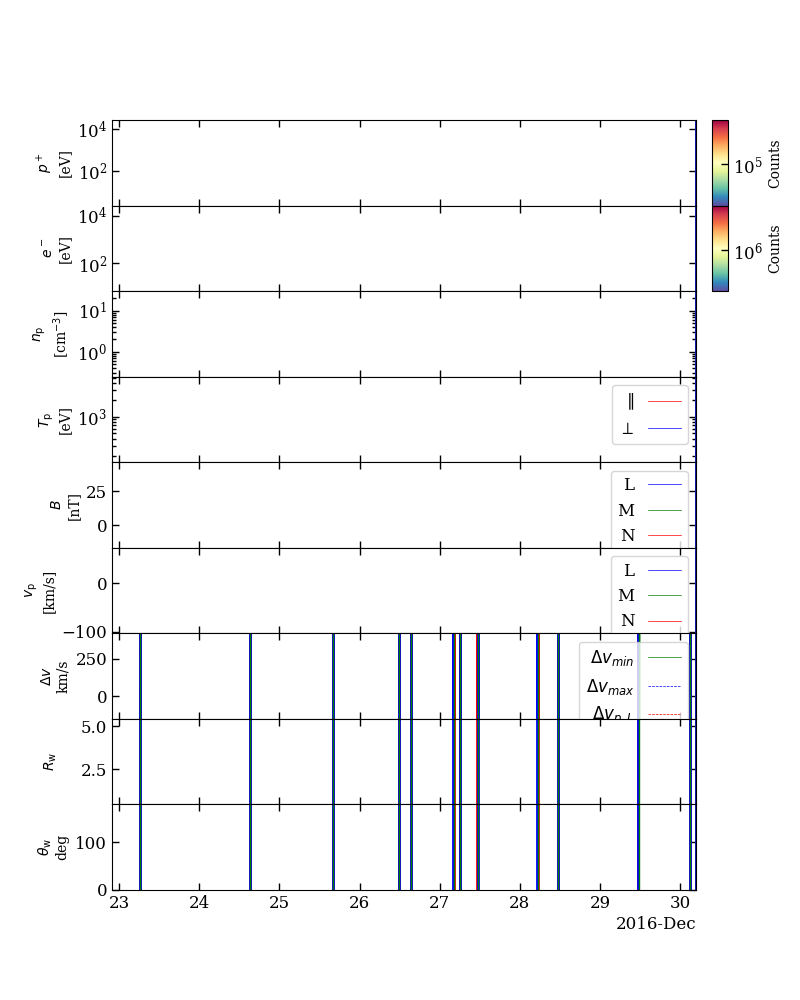 10^4
10^2
p^+
[eV]
10^5
Counts
10^4
10^2
e^-
[eV]
10^6
Counts
10^1
10^0
n_p
[cm^−3]
10^3
T_p
[eV]
∥
⊥
25
0
B
[nT]
L
M
N
0
−100
v_p
[km/s]
L
M
N
250
0
Δv
km/s
Δv_min
Δv_max
5.0
2.5
R_w
100
0
θ_w
deg
23 24 25 26 27 28 29 30
2016-Dec